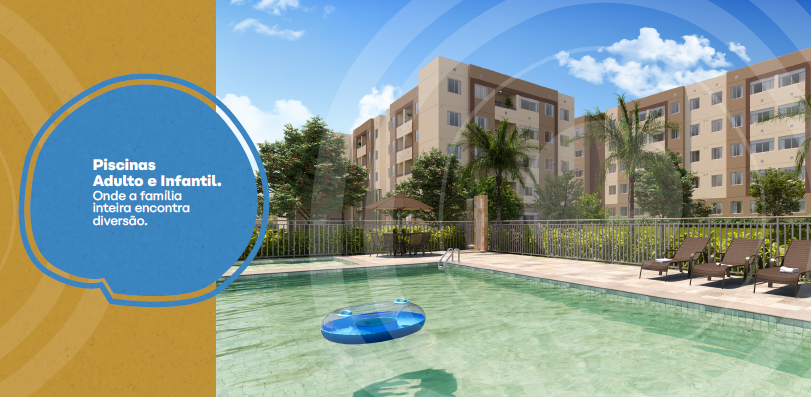 Piscinas
Adulto e Infantil.
Onde a família
inteira encontra
diversão.